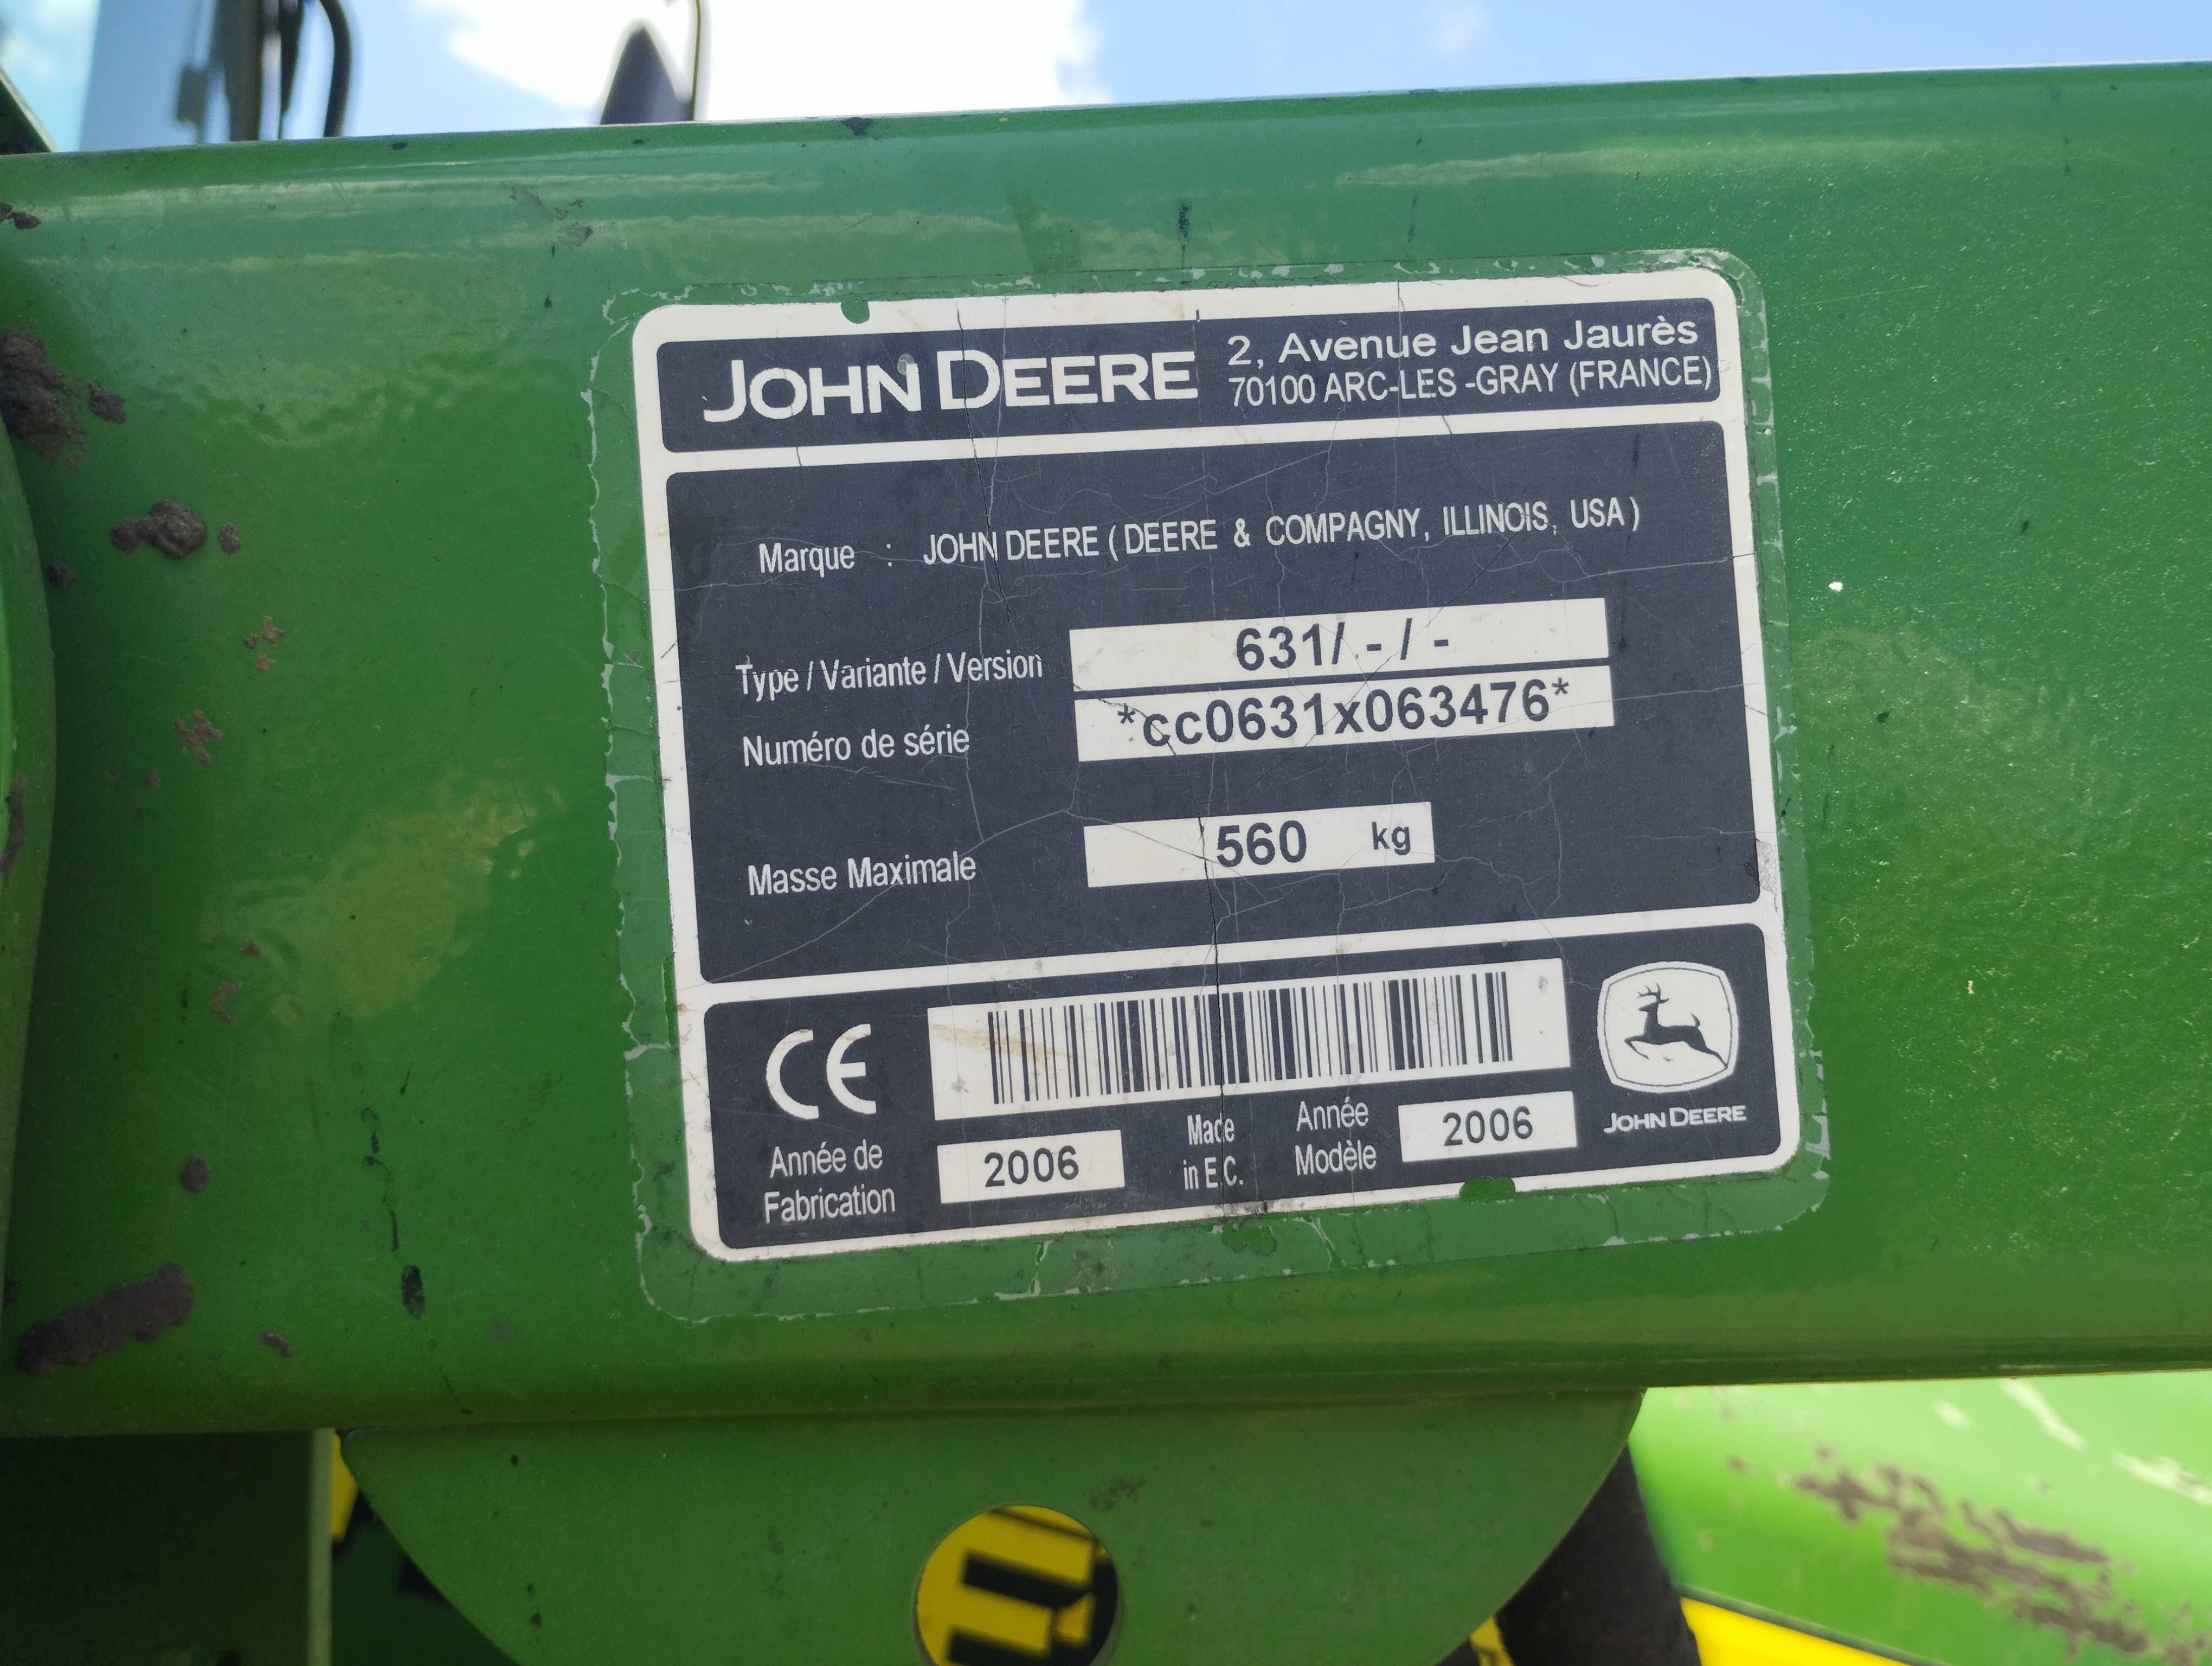 JOHN DEERE
2, Avenue Jean Jaurès
70100 ARC-LES -GRAY (FRANCE)
Marque : JOHN DEERE ( DEERE & COMPAGNY, ILLINOIS, USA )
Type / Variante / Version 631/ - / -
Numéro de série *cc0631x063476*
Masse Maximale 560 kg
CE
Année de Fabrication 2006
Made in E.C.
Année Modèle 2006
JOHN DEERE